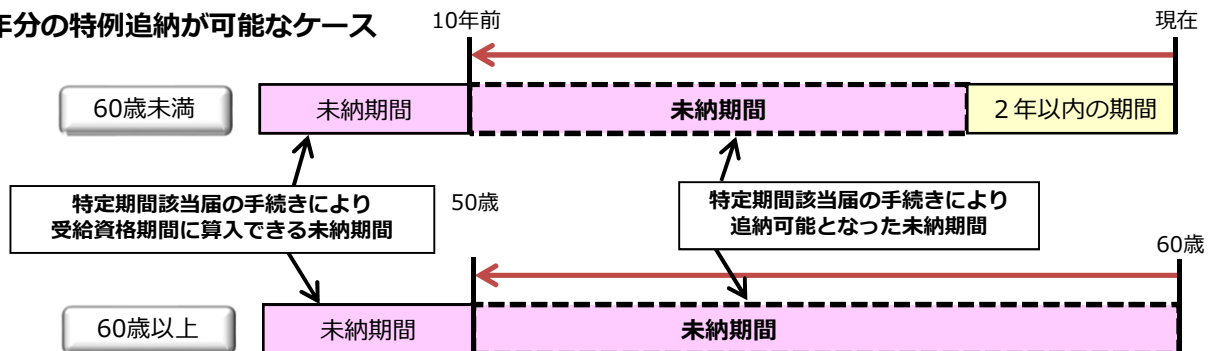 年分の特例追納が可能なケース
10年前
現在
60歳未満
未納期間
未納期間
２年以内の期間
特定期間該当届の手続きにより
受給資格期間に算入できる未納期間
50歳
特定期間該当届の手続きにより
追納可能となった未納期間
60歳
60歳以上
未納期間
未納期間